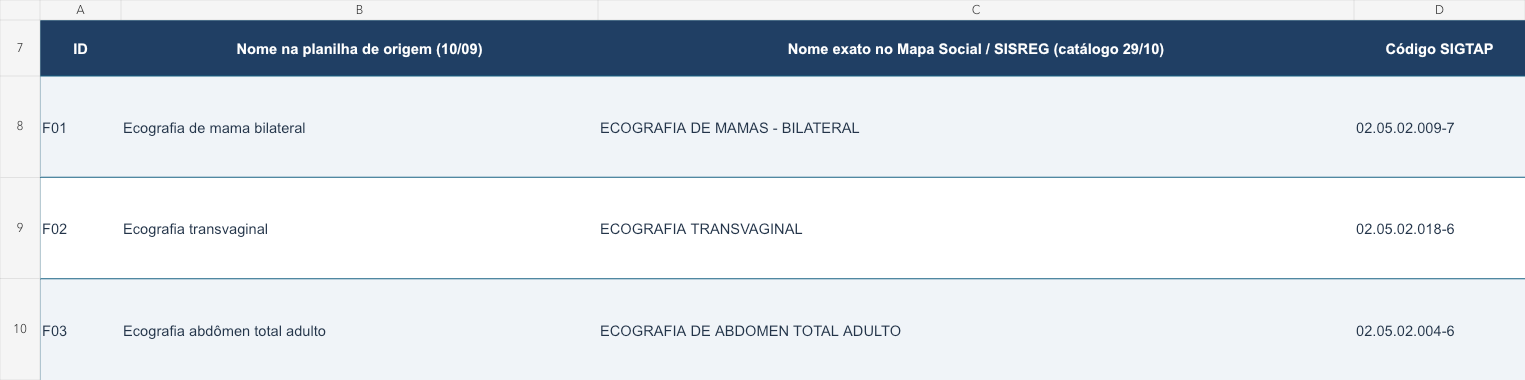 A B C D
7 ID Nome na planilha de origem (10/09) Nome exato no Mapa Social / SISREG (catálogo 29/10) Código SIGTAP
8 F01 Ecografia de mama bilateral ECOGRAFIA DE MAMAS - BILATERAL 02.05.02.009-7
9 F02 Ecografia transvaginal ECOGRAFIA TRANSVAGINAL 02.05.02.018-6
10 F03 Ecografia abdômen total adulto ECOGRAFIA DE ABDOMEN TOTAL ADULTO 02.05.02.004-6